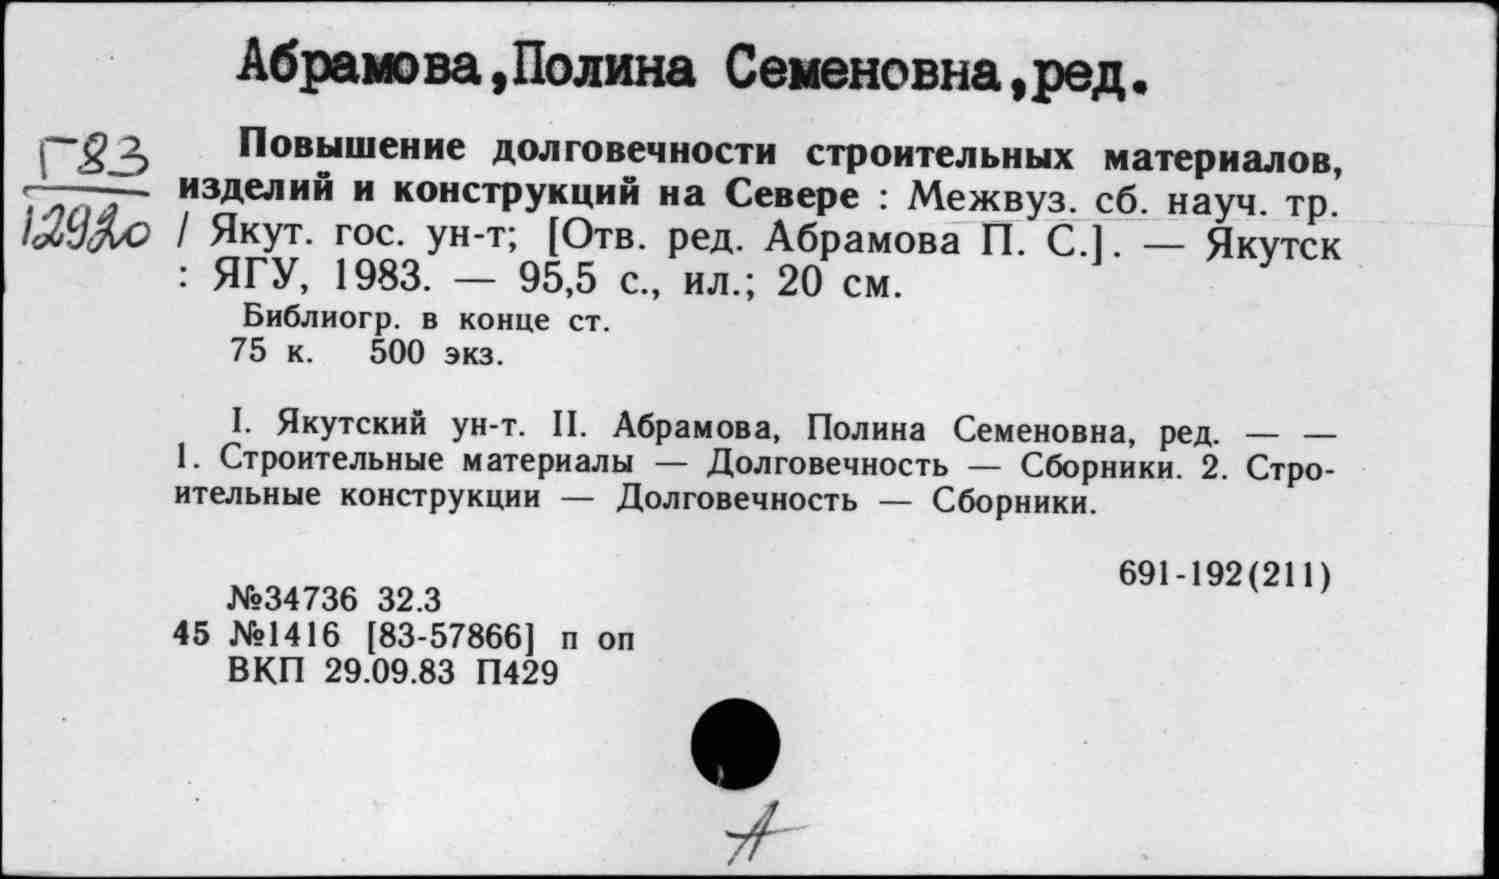 Абрамова,Полина Семеновна,ред.
Г83
Повышение долговечности строительных материалов,
изделий и конструкций на Севере : Межвуз. сб. науч. тр.
/ Якут. гос. ун-т; [Отв. ред. Абрамова П. С.]. — Якутск
: ЯГУ, 1983. — 95,5 с., ил.; 20 см.
Библиогр. в конце ст.
75 к. 500 экз.
I. Якутский ун-т. II. Абрамова, Полина Семеновна, ред. — —
1. Строительные материалы — Долговечность — Сборники. 2. Стро-
ительные конструкции — Долговечность — Сборники.
691-192(211)
№34736 32.3
45 №1416 [83-57866] п оп
ВКП 29.09.83 П429
А